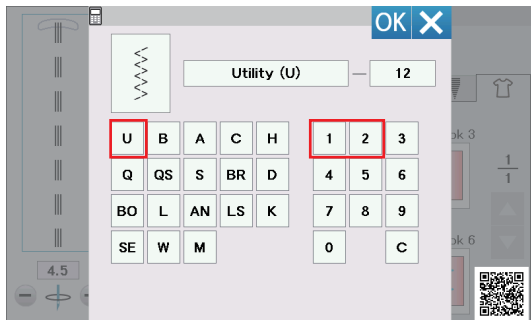 OK
Utility (U) — 12
U B A C H 1 2 3
Q QS S BR D 4 5 6
BO L AN LS K 7 8 9
SE W M 0 C
ok 3
1
1
ok 6
4.5